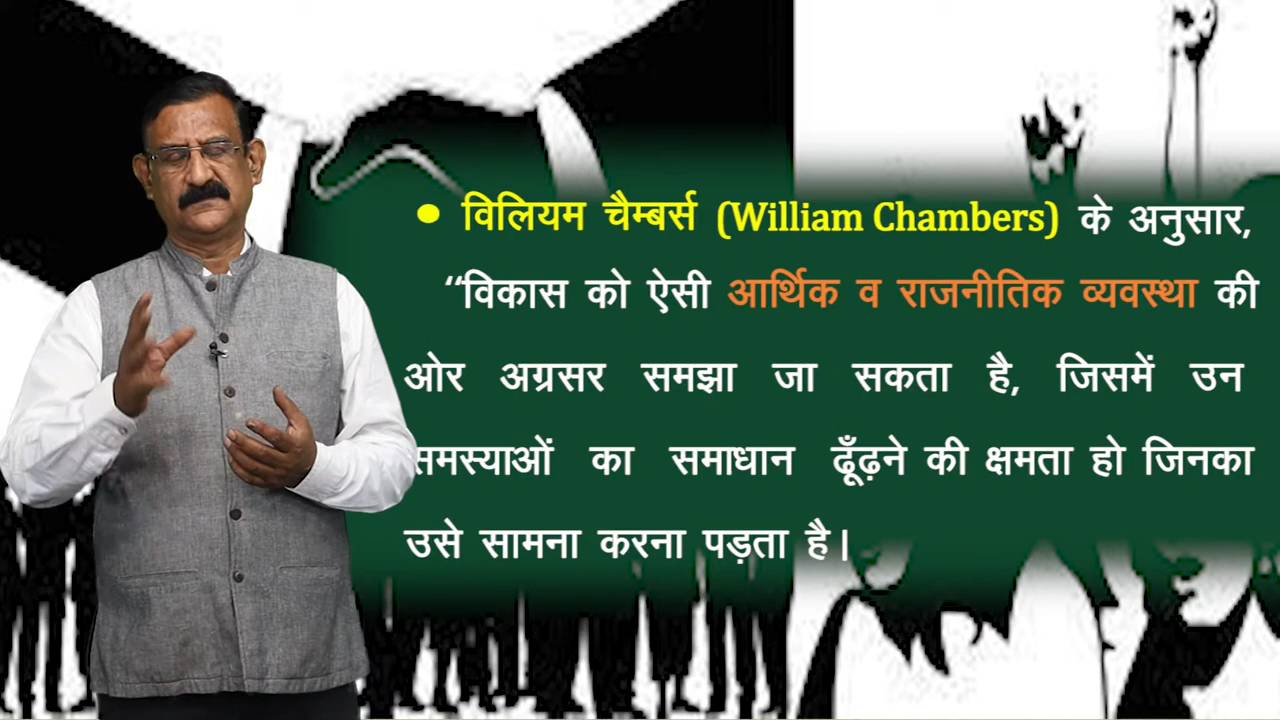 • विलियम चैम्बर्स (William Chambers) के अनुसार,
“विकास को ऐसी आर्थिक व राजनीतिक व्यवस्था की
ओर अग्रसर समझा जा सकता है, जिसमें उन
समस्याओं का समाधान ढूँढ़ने की क्षमता हो जिनका
उसे सामना करना पड़ता है।